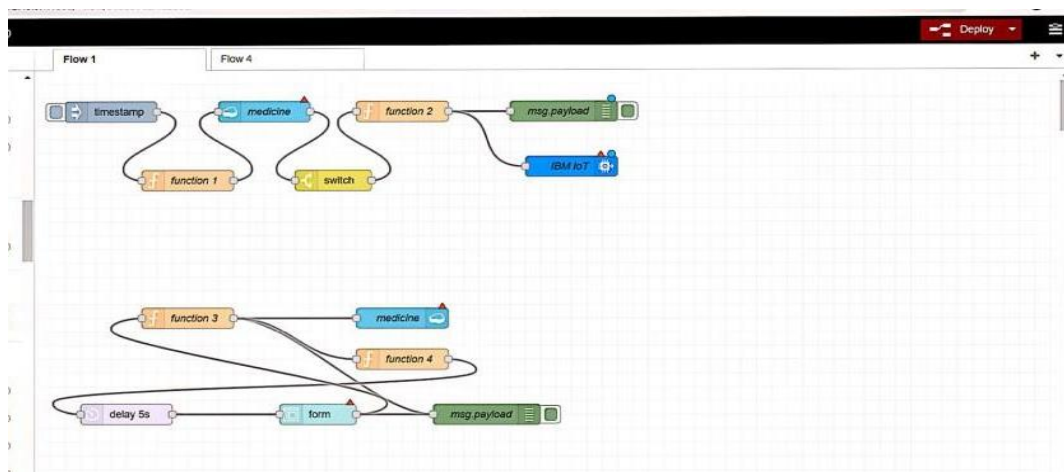 Deploy
Flow 1
Flow 4
timestamp
medicine
function 2
msg.payload
IBM IoT
function 1
switch
function 3
medicine
function 4
delay 5s
form
msg.payload